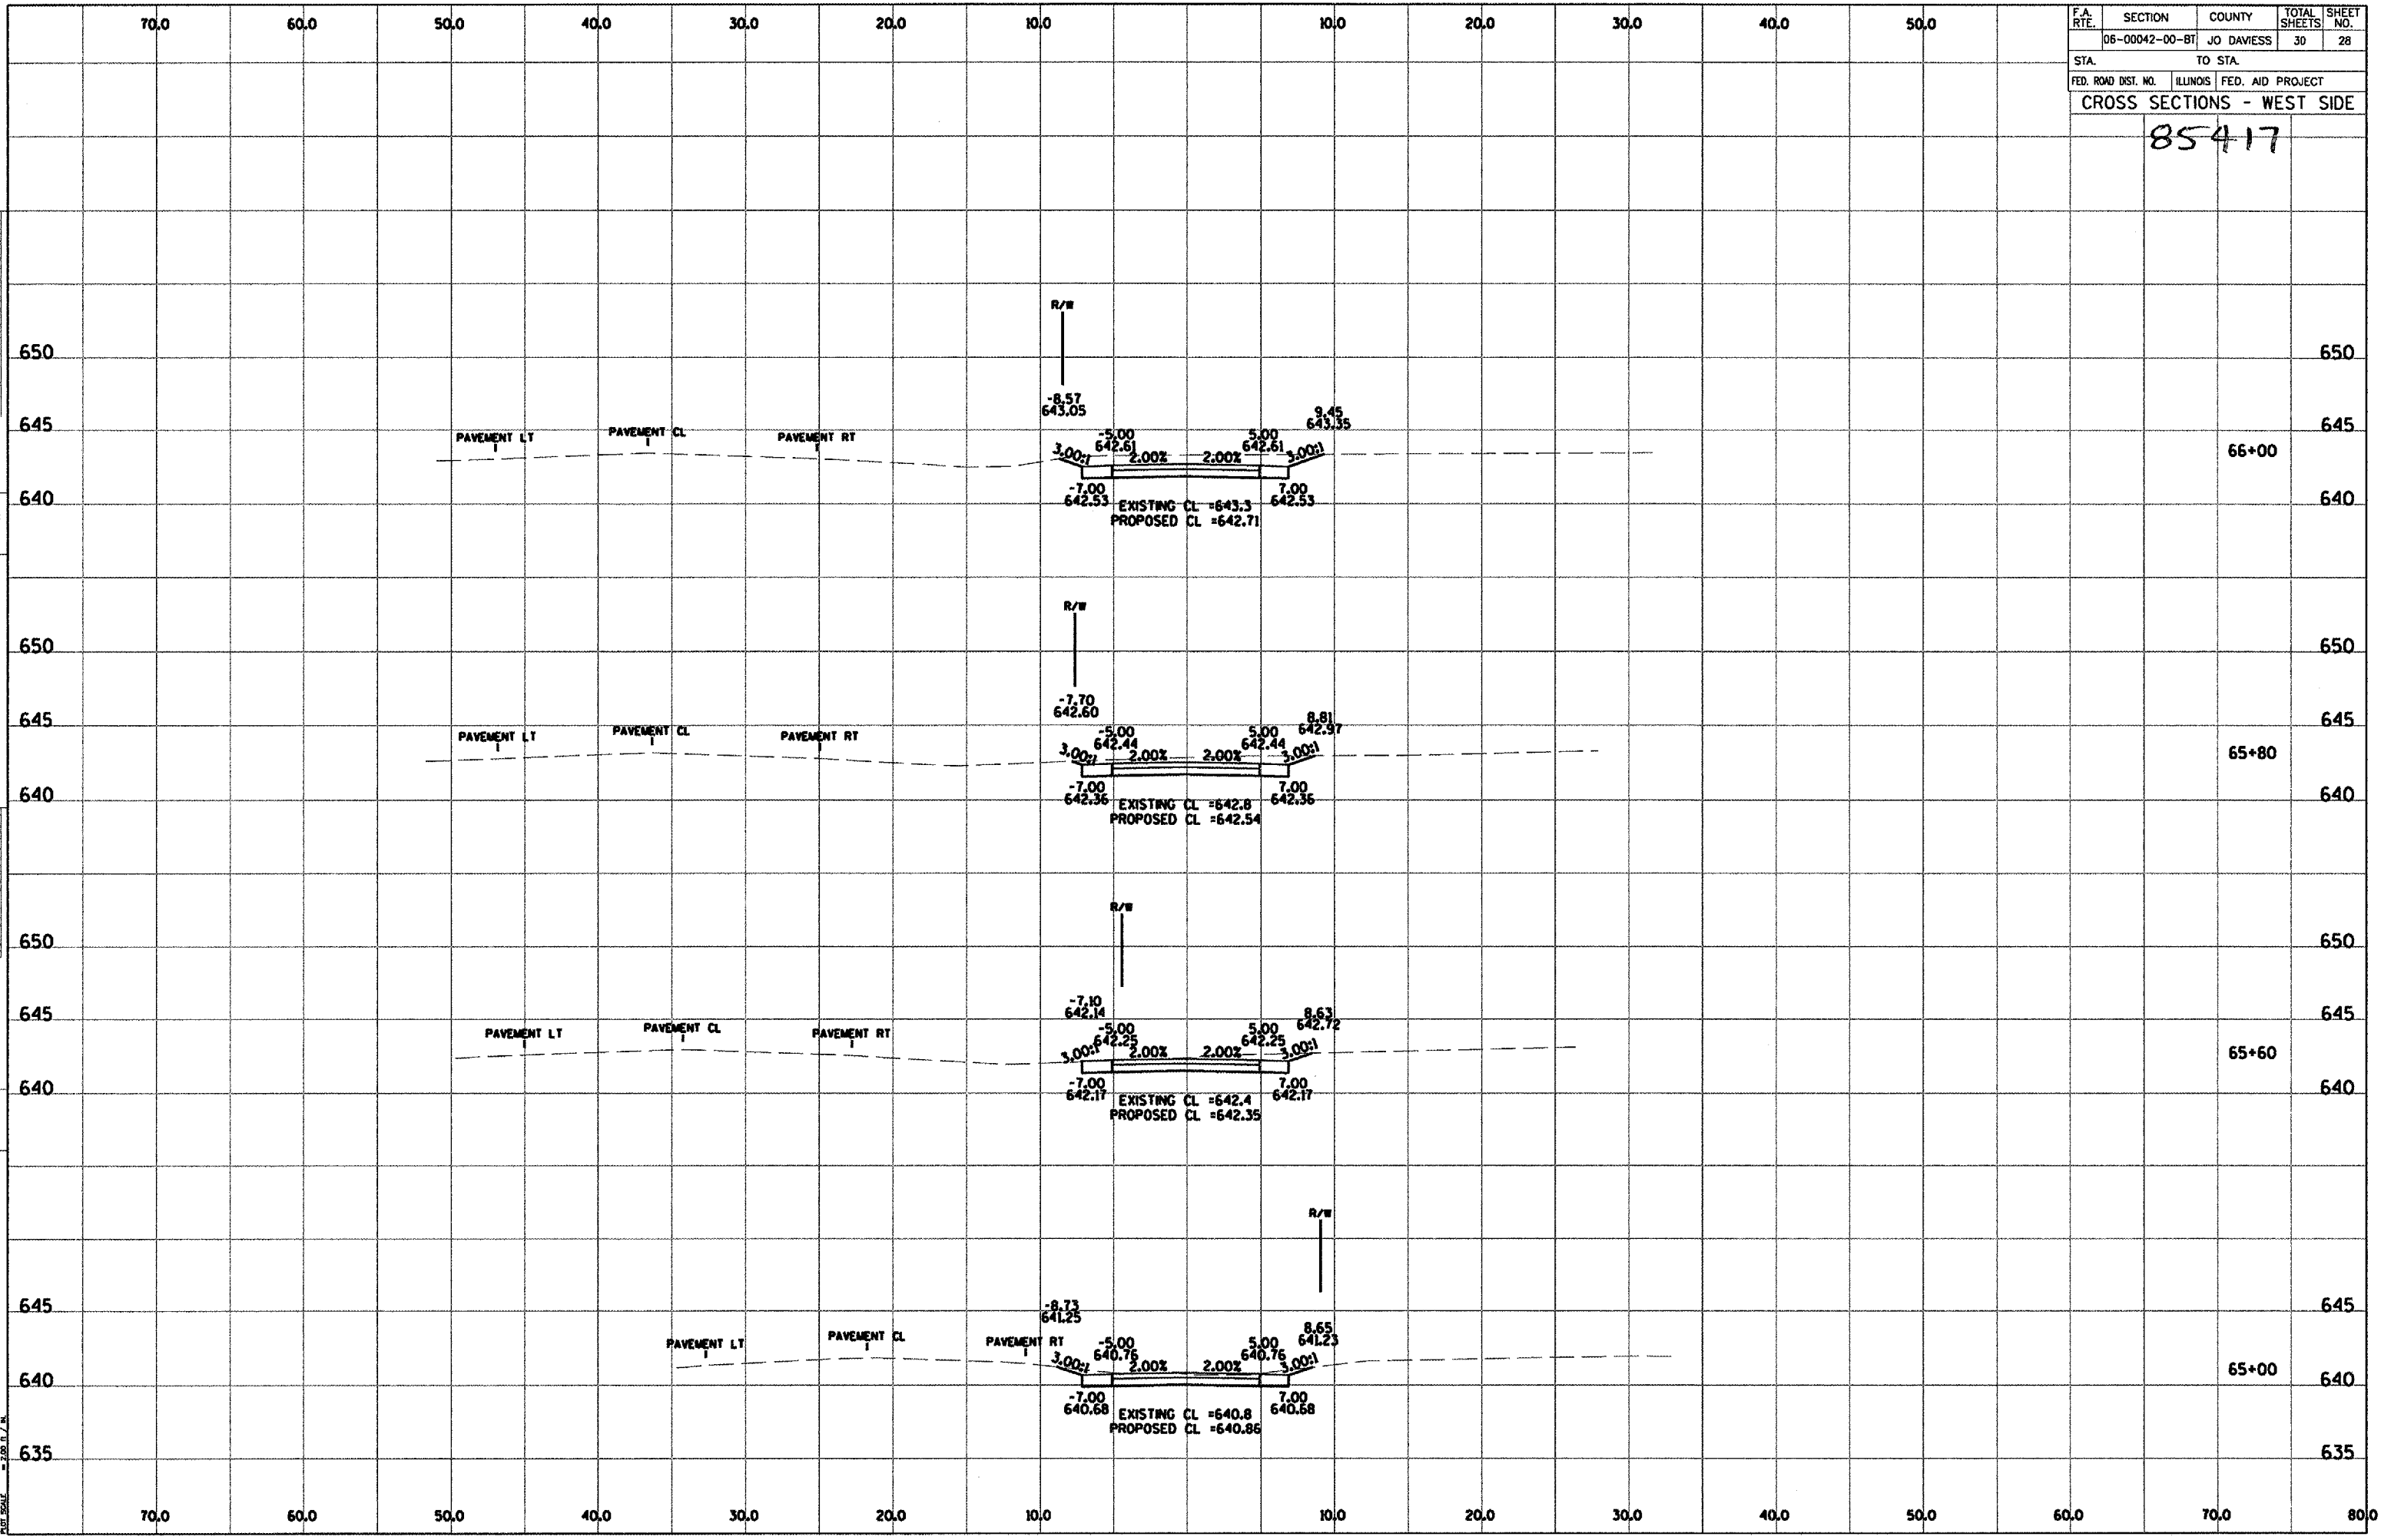 70.0 60.0 50.0 40.0 30.0 20.0 10.0 10.0 20.0 30.0 40.0 50.0
F.A. RTE. SECTION COUNTY TOTAL SHEETS SHEET NO.
06-00042-00-BT JO DAVIESS 30 28
STA. TO STA.
FED. ROAD DIST. NO. ILLINOIS FED. AID PROJECT
CROSS SECTIONS - WEST SIDE
85417
R/W
650 650
-8.57
643.05
9.45
643.35
645 645
PAVEMENT LT PAVEMENT CL PAVEMENT RT
-5.00
642.61
5.00
642.61
3.00:1 2.00% 2.00% 3.00:1
66+00
-7.00
642.53
7.00
642.53
640 640
EXISTING CL =643.3
PROPOSED CL =642.71
R/W
650 650
-7.70
642.60
8.81
642.97
645 645
PAVEMENT LT PAVEMENT CL PAVEMENT RT
-5.00
642.44
5.00
642.44
3.00:1 2.00% 2.00% 3.00:1
65+80
-7.00
642.36
7.00
642.36
640 640
EXISTING CL =642.8
PROPOSED CL =642.54
R/W
650 650
-7.10
642.14
8.63
642.72
645 645
PAVEMENT LT PAVEMENT CL PAVEMENT RT
-5.00
642.25
5.00
642.25
3.00:1 2.00% 2.00% 3.00:1
65+60
-7.00
642.17
7.00
642.17
640 640
EXISTING CL =642.4
PROPOSED CL =642.35
R/W
645 645
-8.73
641.25
8.65
641.23
PAVEMENT LT PAVEMENT CL PAVEMENT RT
-5.00
640.76
5.00
640.76
3.00:1 2.00% 2.00% 3.00:1
65+00
640 640
-7.00
640.68
7.00
640.68
EXISTING CL =640.8
PROPOSED CL =640.86
635 635
PLOT SCALE = 2.00 ft / IN.
70.0 60.0 50.0 40.0 30.0 20.0 10.0 10.0 20.0 30.0 40.0 50.0 60.0 70.0 80.0